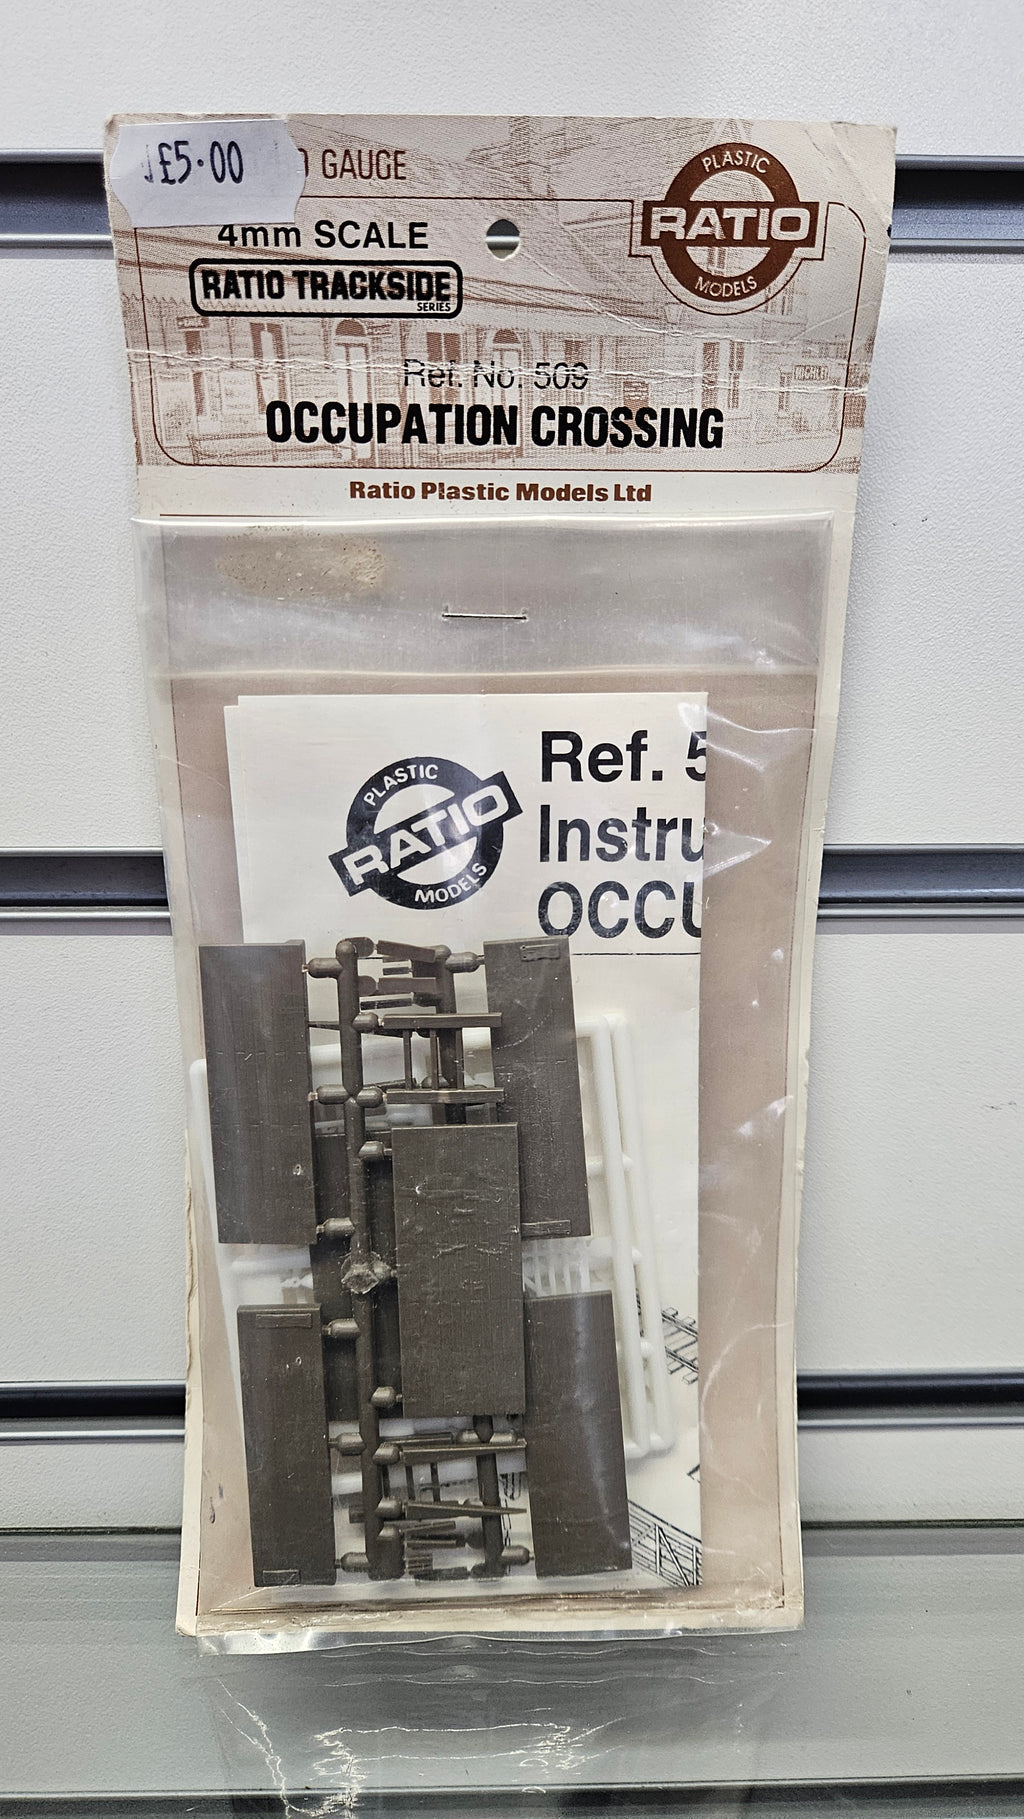 £5.00
GAUGE
4mm SCALE
RATIO TRACKSIDE
SERIES
PLASTIC
RATIO
MODELS
Ref. No. 509
OCCUPATION CROSSING
Ratio Plastic Models Ltd
PLASTIC
RATIO
MODELS
Ref. 5
Instru
OCCU